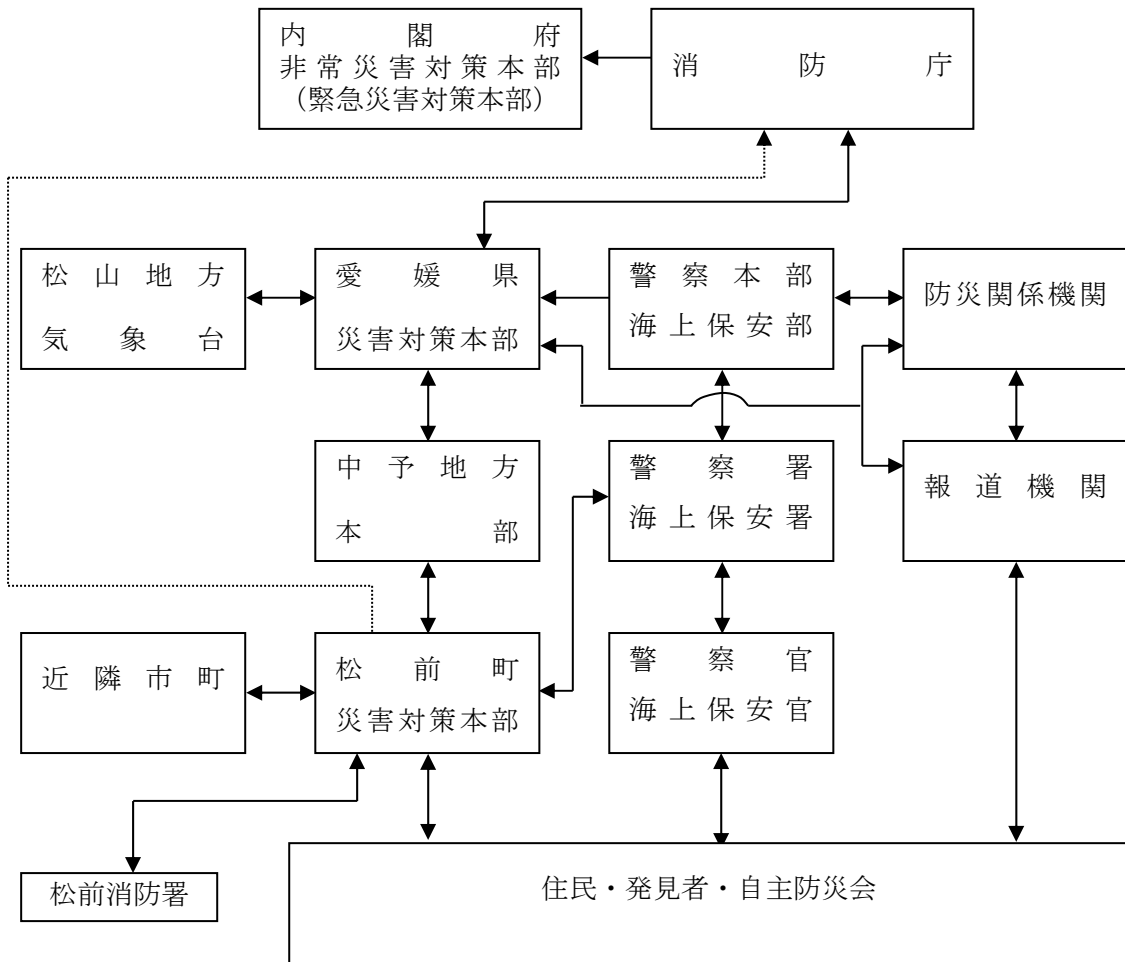 内閣府
非常災害対策本部
（緊急災害対策本部）
消防庁
松山地方
気象台
愛媛県
災害対策本部
警察本部
海上保安部
防災関係機関
中予地方
本部
警察署
海上保安署
報道機関
近隣市町
松前町
災害対策本部
警察官
海上保安官
松前消防署
住民・発見者・自主防災会